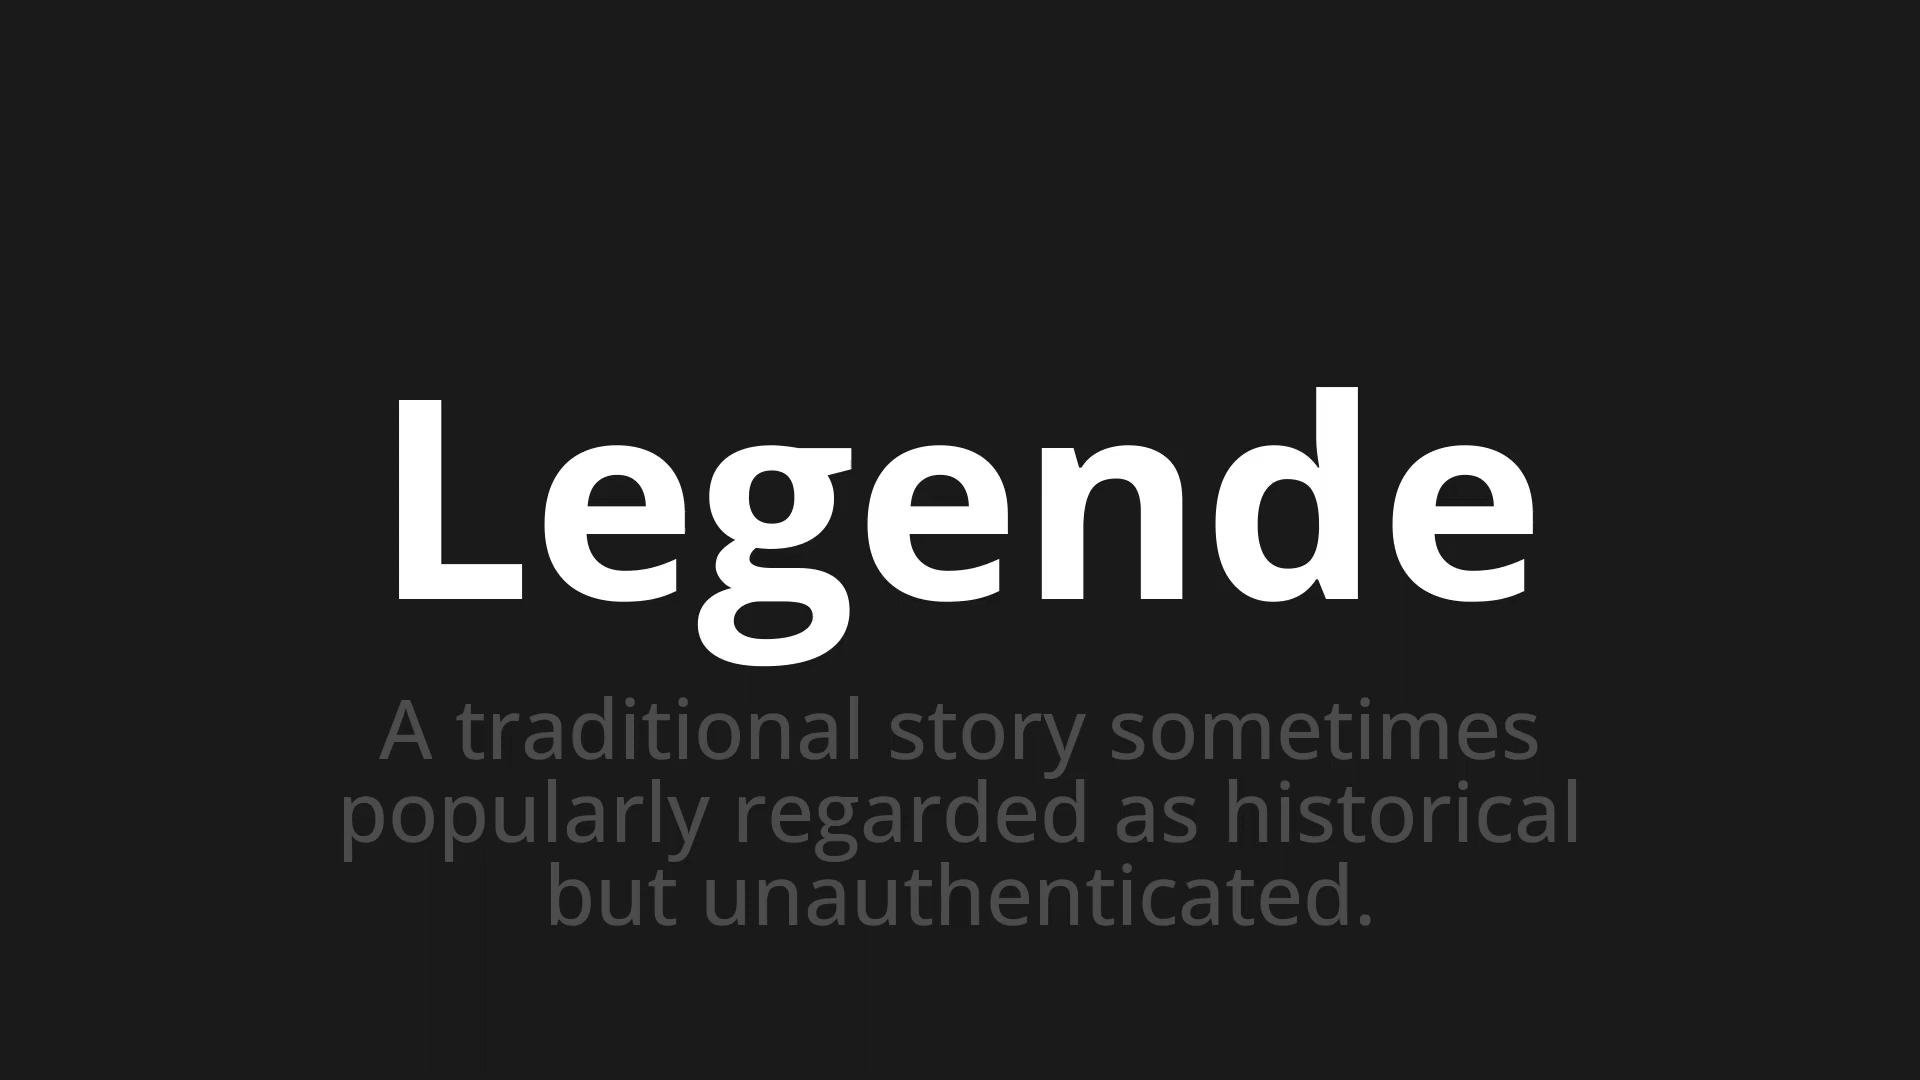 Legende
A traditional story sometimes
popularly regarded as historical
but unauthenticated.